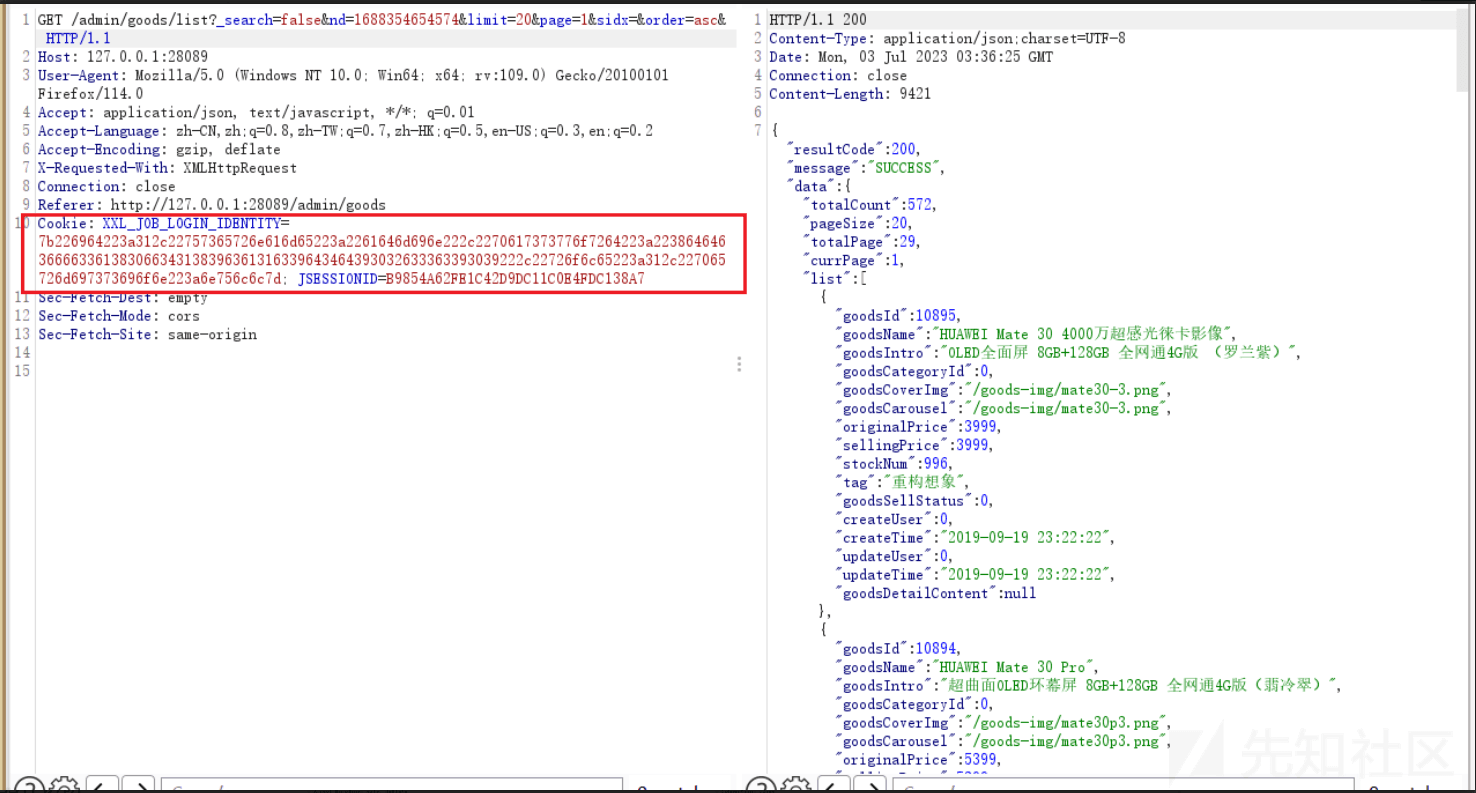 1 GET /admin/goods/list?_search=false&nd=1688354654574&limit=20&page=1&sidx=&order=asc&
HTTP/1.1
2 Host: 127.0.0.1:28089
3 User-Agent: Mozilla/5.0 (Windows NT 10.0; Win64; x64; rv:109.0) Gecko/20100101
Firefox/114.0
4 Accept: application/json, text/javascript, */*; q=0.01
5 Accept-Language: zh-CN,zh;q=0.8,zh-TW;q=0.7,zh-HK;q=0.5,en-US;q=0.3,en;q=0.2
6 Accept-Encoding: gzip, deflate
7 X-Requested-With: XMLHttpRequest
8 Connection: close
9 Referer: http://127.0.0.1:28089/admin/goods
10 Cookie: XXL_JOB_LOGIN_IDENTITY=
7b226964223a312c22757365726e616d65223a2261646d696e222c2270617373776f7264223a223864646
366663361383066343138396361316339643464393032633363393039222c22726f6c65223a312c227065
726d697373696f6e223a6e756c6c7d; JSESSIONID=B9854A62FE1C42D9DC11C0E4FDC138A7
11 Sec-Fetch-Dest: empty
12 Sec-Fetch-Mode: cors
13 Sec-Fetch-Site: same-origin
14
15
1 HTTP/1.1 200
2 Content-Type: application/json;charset=UTF-8
3 Date: Mon, 03 Jul 2023 03:36:25 GMT
4 Connection: close
5 Content-Length: 9421
6
7 {
"resultCode":200,
"message":"SUCCESS",
"data":{
"totalCount":572,
"pageSize":20,
"totalPage":29,
"currPage":1,
"list":[
{
"goodsId":10895,
"goodsName":"HUAWEI Mate 30 4000万超感光徕卡影像",
"goodsIntro":"OLED全面屏 8GB+128GB 全网通4G版 （罗兰紫）",
"goodsCategoryId":0,
"goodsCoverImg":"/goods-img/mate30-3.png",
"goodsCarousel":"/goods-img/mate30-3.png",
"originalPrice":3999,
"sellingPrice":3999,
"stockNum":996,
"tag":"重构想象",
"goodsSellStatus":0,
"createUser":0,
"createTime":"2019-09-19 23:22:22",
"updateUser":0,
"updateTime":"2019-09-19 23:22:22",
"goodsDetailContent":null
},
{
"goodsId":10894,
"goodsName":"HUAWEI Mate 30 Pro",
"goodsIntro":"超曲面OLED环幕屏 8GB+128GB 全网通4G版（翡冷翠）",
"goodsCategoryId":0,
"goodsCoverImg":"/goods-img/mate30p3.png",
"goodsCarousel":"/goods-img/mate30p3.png",
"originalPrice":5399,
先知社区